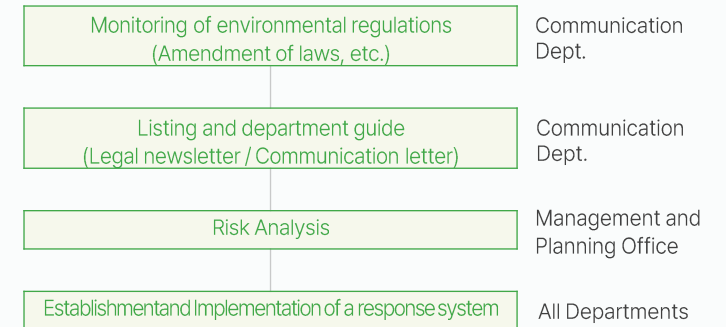 Monitoring of environmental regulations
(Amendment of laws, etc.)
Communication
Dept.
Listing and department guide
(Legal newsletter / Communication letter)
Communication
Dept.
Risk Analysis
Management and
Planning Office
Establishmentand Implementation of a response system
All Departments